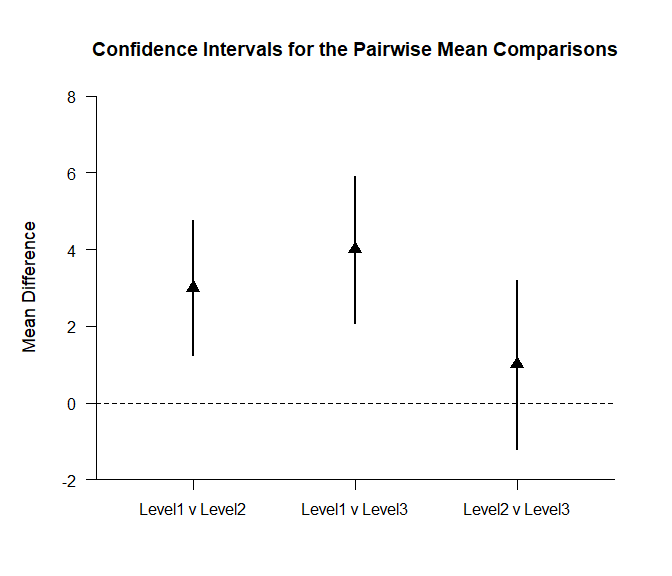 Confidence Intervals for the Pairwise Mean Comparisons
8
6
4
2
0
-2
Mean Difference
Level1 v Level2
Level1 v Level3
Level2 v Level3